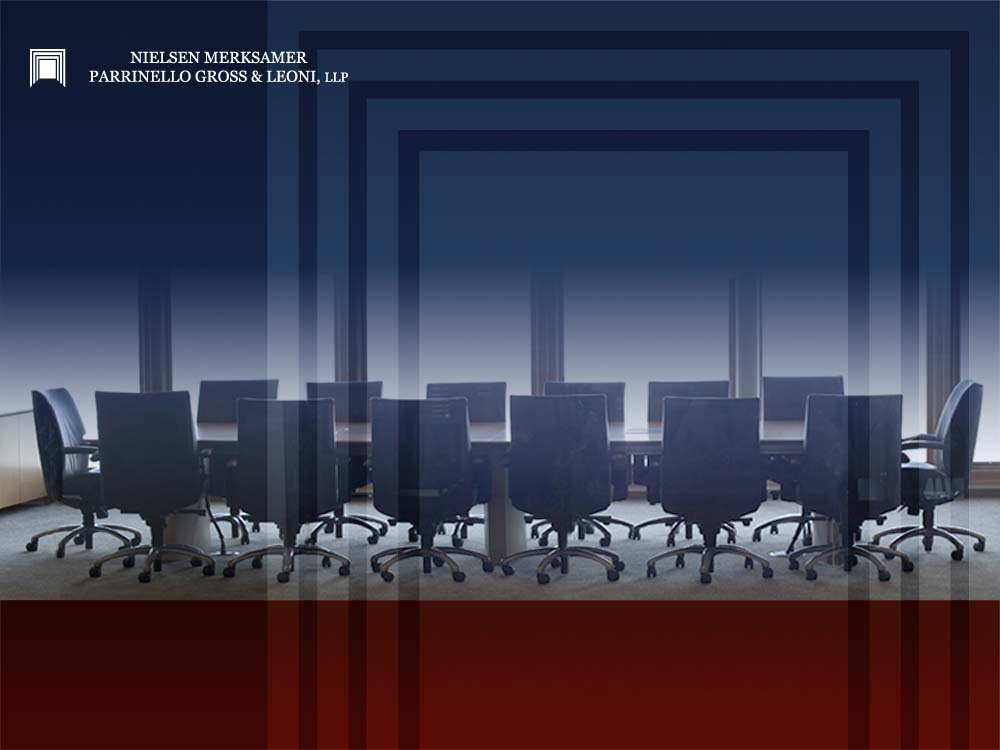 NIELSEN MERKSAMER
PARRINELLO GROSS & LEONI, LLP